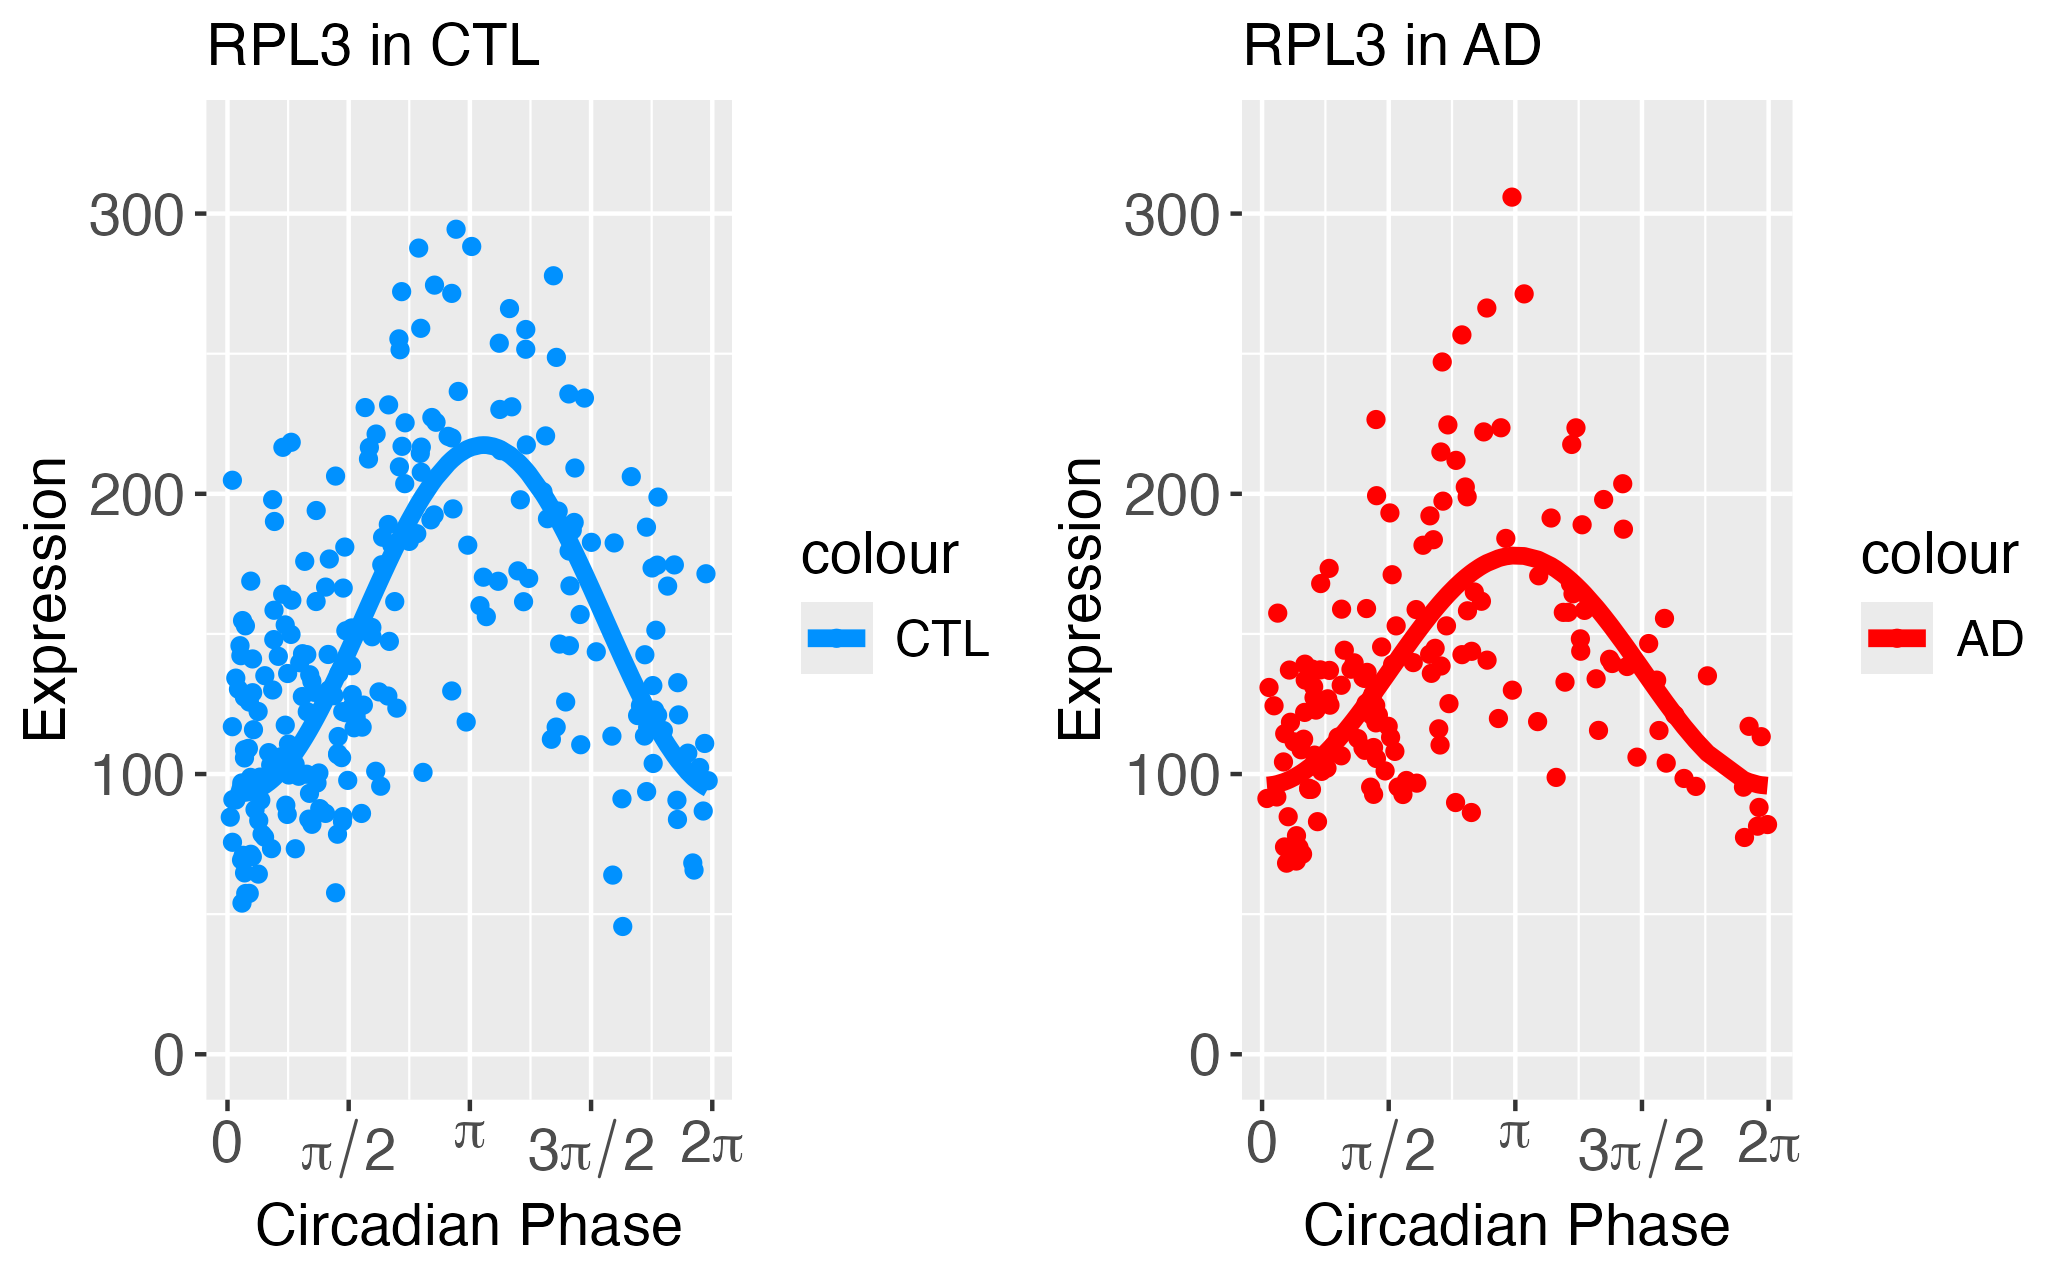 RPL3 in CTL
Expression
300
200
100
0
0 π/2 π 3π/2 2π
Circadian Phase
colour
CTL
RPL3 in AD
Expression
300
200
100
0
0 π/2 π 3π/2 2π
Circadian Phase
colour
AD